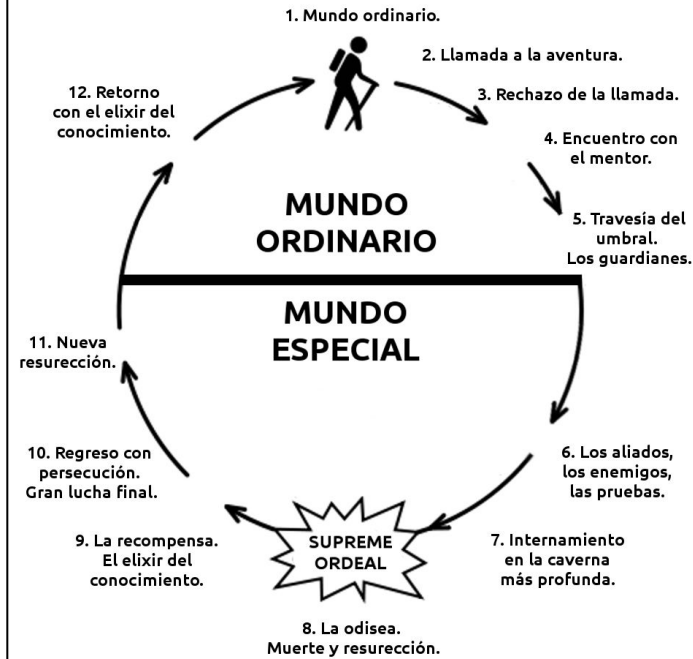 1. Mundo ordinario.
2. Llamada a la aventura.
3. Rechazo de la llamada.
4. Encuentro con
el mentor.
5. Travesía del
umbral.
Los guardianes.
6. Los aliados,
los enemigos,
las pruebas.
7. Internamiento
en la caverna
más profunda.
8. La odisea.
Muerte y resurección.
9. La recompensa.
El elixir del
conocimiento.
10. Regreso con
persecución.
Gran lucha final.
11. Nueva
resurección.
12. Retorno
con el elixir del
conocimiento.
MUNDO
ORDINARIO
MUNDO
ESPECIAL
SUPREME
ORDEAL